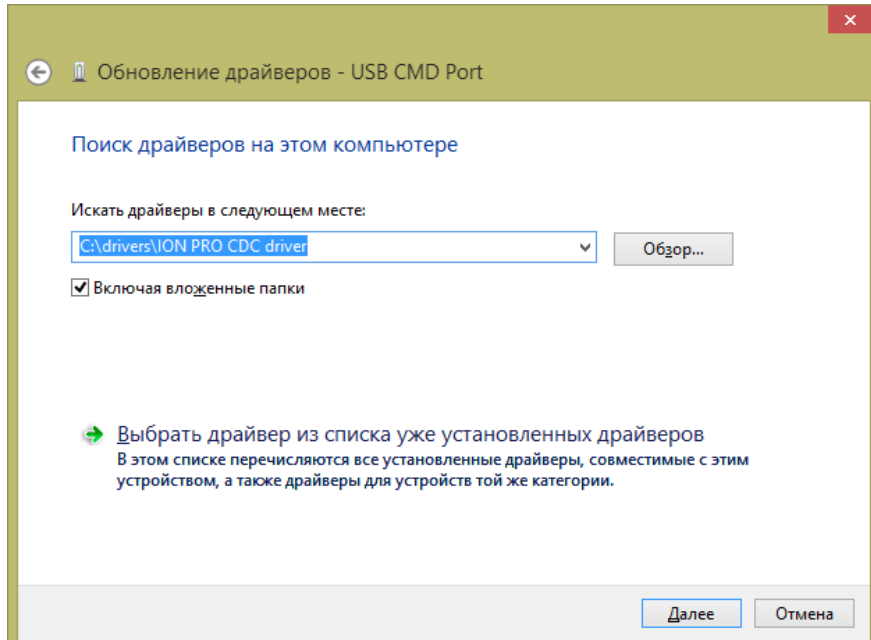 Обновление драйверов - USB CMD Port
Поиск драйверов на этом компьютере
Искать драйверы в следующем месте:
C:\drivers\ION PRO CDC driver
Обзор...
Включая вложенные папки
Выбрать драйвер из списка уже установленных драйверов
В этом списке перечисляются все установленные драйверы, совместимые с этим
устройством, а также драйверы для устройств той же категории.
Далее
Отмена